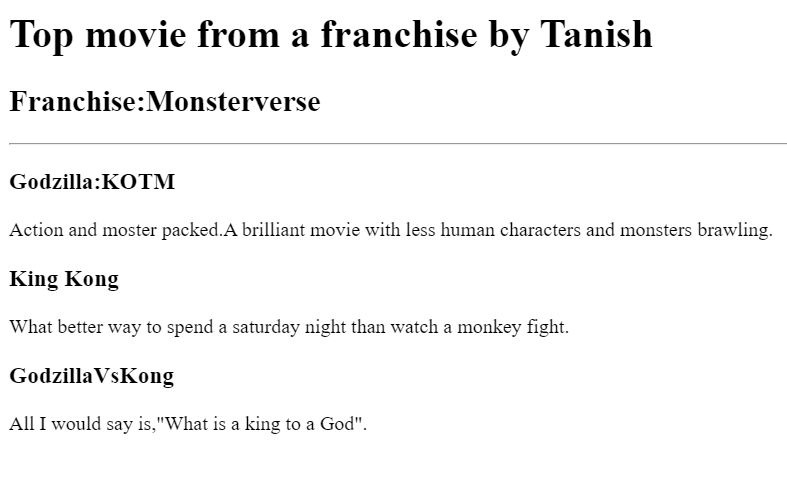 Top movie from a franchise by Tanish
Franchise:Monsterverse
Godzilla:KOTM
Action and moster packed.A brilliant movie with less human characters and monsters brawling.
King Kong
What better way to spend a saturday night than watch a monkey fight.
GodzillaVsKong
All I would say is,"What is a king to a God".